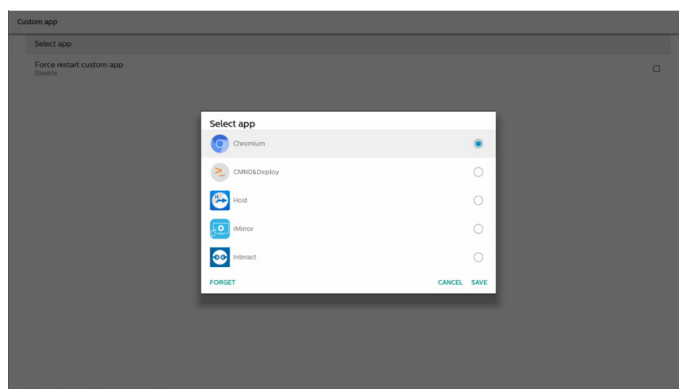 Custom app
Select app
Force restart custom app
Disable
Select app
Chromium
CMND&Deploy
Host
iMirror
Interact
FORGET
CANCEL SAVE